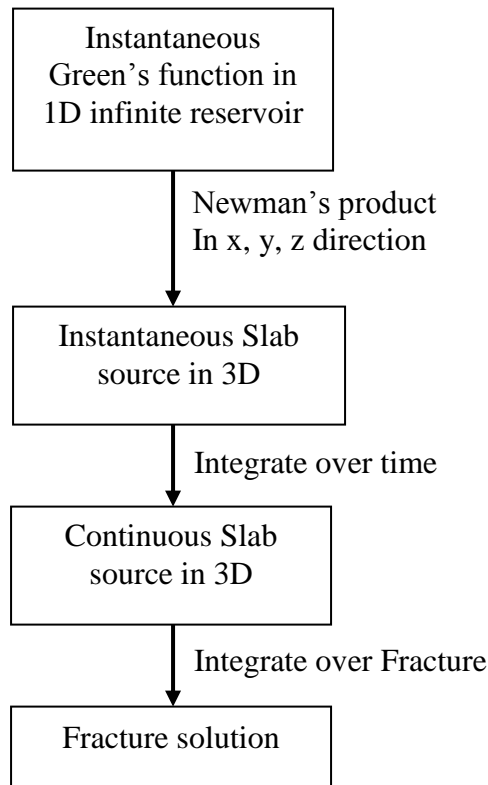 Instantaneous
Green’s function in
1D infinite reservoir
Newman’s product
In x, y, z direction
Instantaneous Slab
source in 3D
Integrate over time
Continuous Slab
source in 3D
Integrate over Fracture
Fracture solution